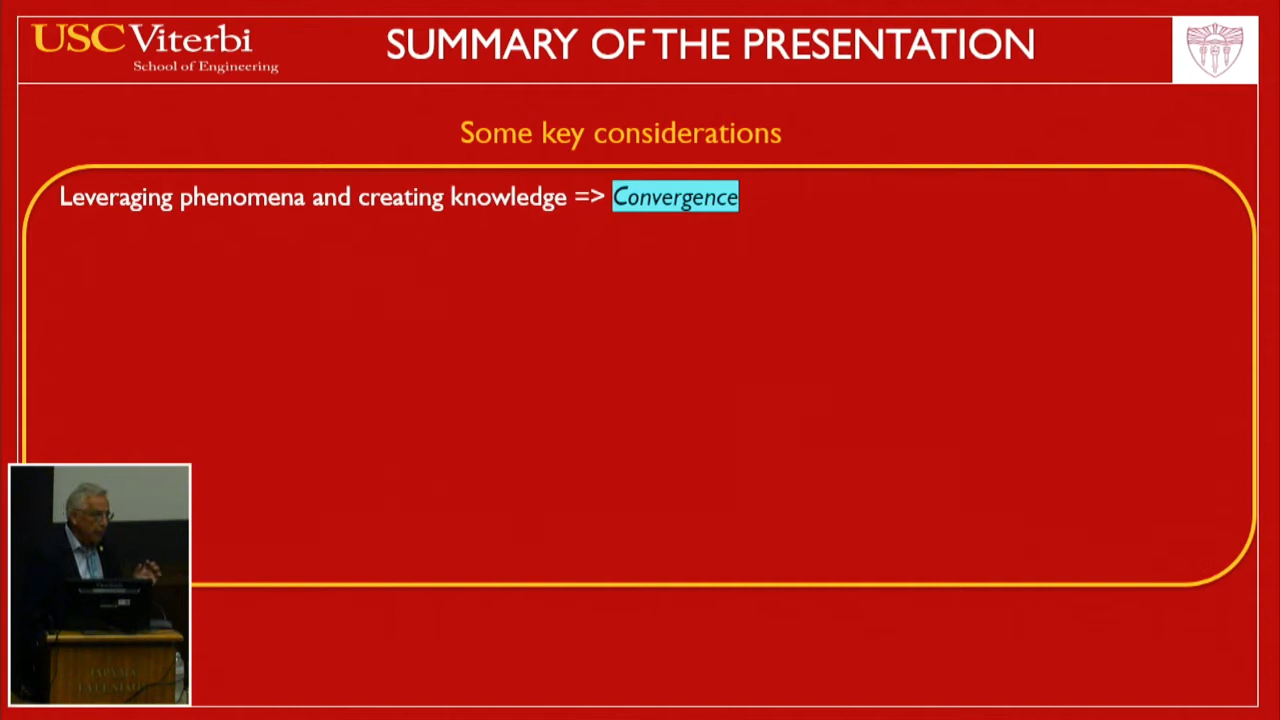 USC Viterbi
School of Engineering
SUMMARY OF THE PRESENTATION
Some key considerations
Leveraging phenomena and creating knowledge => Convergence